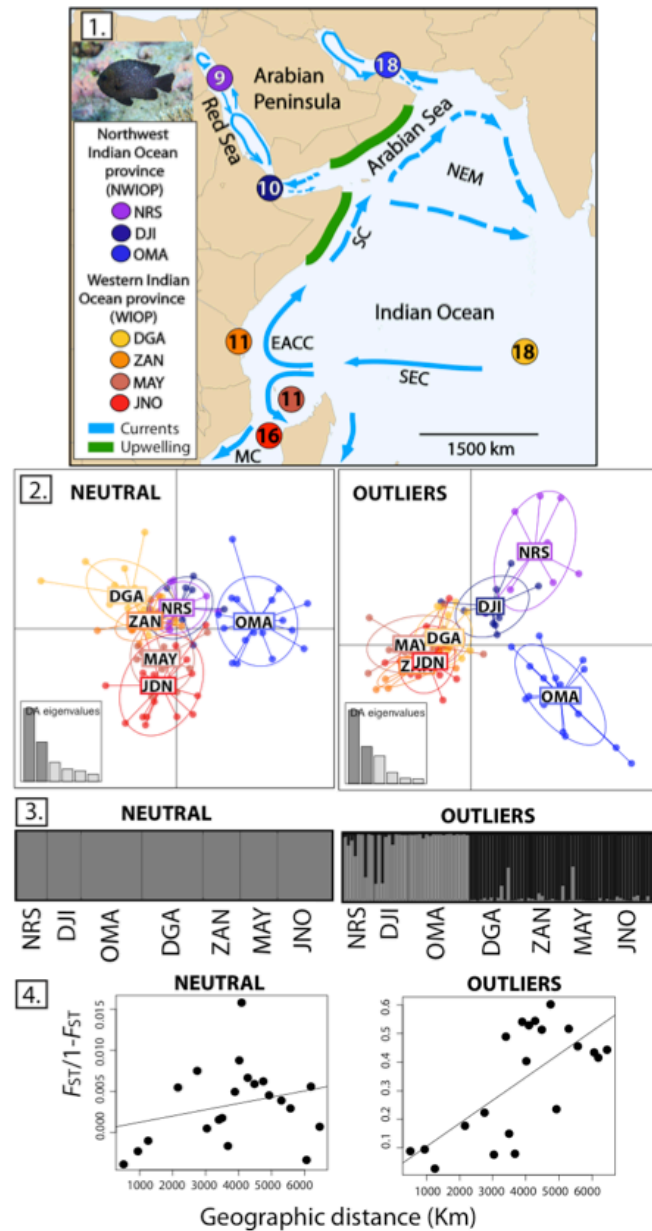 1.
9
18
Arabian
Peninsula
Red Sea
Arabian Sea
10
NEM
SC
Northwest
Indian Ocean
province
(NWIOP)
NRS
DJI
OMA
Western Indian
Ocean province
(WIOP)
DGA
ZAN
MAY
JNO
Currents
Upwelling
Indian Ocean
11
EACC
18
SEC
11
16
MC
1500 km
2.
NEUTRAL
DGA
ZAN
NRS
OMA
MAY
JDN
DA eigenvalues
OUTLIERS
NRS
DJI
DGA
MAY
JDN
OMA
DA eigenvalues
3.
NEUTRAL
NRS
DJI
OMA
DGA
ZAN
MAY
JNO
OUTLIERS
NRS
DJI
OMA
DGA
ZAN
MAY
JNO
4.
NEUTRAL
FST/1-FST
0.015
0.010
0.005
0.000
1000 2000 3000 4000 5000 6000
OUTLIERS
0.6
0.5
0.4
0.3
0.2
0.1
1000 2000 3000 4000 5000 6000
Geographic distance (Km)